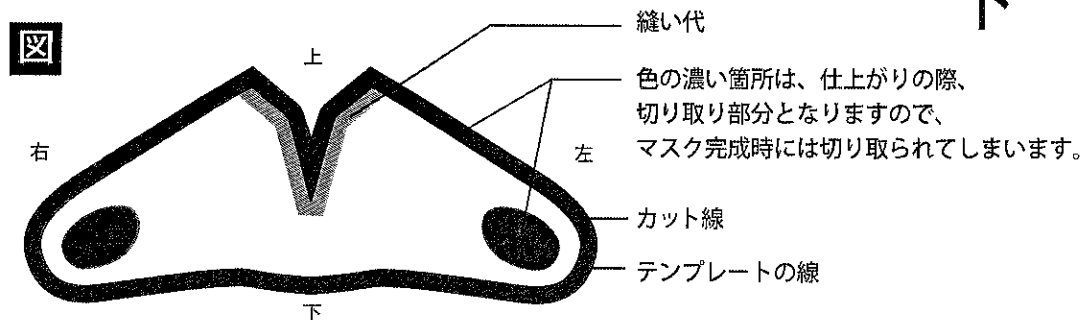 図
上
右
左
下
縫い代
色の濃い箇所は、仕上がりの際、
切り取り部分となりますので、
マスク完成時には切り取られてしまいます。
カット線
テンプレートの線
下